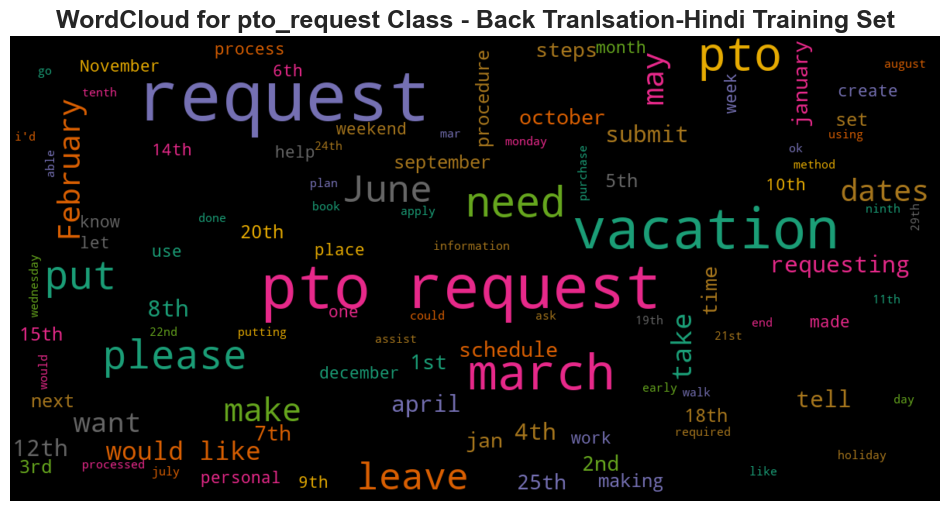 WordCloud for pto_request Class - Back Tranlsation-Hindi Training Set
process
steps
month
pto
go
November
6th
request
tenth
procedure
may
week
january
august
create
i'd
February
able
14th
weekend
24th
help
mar
monday
october
submit
set
using
ok
method
september
plan
June
book
apply
need
purchase
5th
10th
dates
ninth
29th
know
let
done
20th
use
place
information
vacation
wednesday
put
8th
pto request
one
could
ask
19th
time
requesting
11th
15th
22nd
putting
assist
21st
end
made
please
would
december
1st
schedule
march
take
early
walk
next
want
make
april
18th
required
tell
day
12th
would like
7th
jan
4th
work
holiday
3rd
processed
july
personal
9th
leave
25th
2nd
making
like